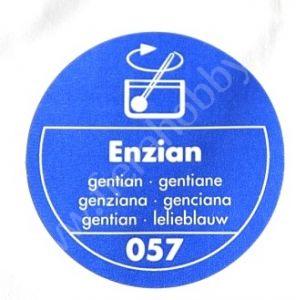 Enzian
gentian · gentiane
genziana · genciana
gentian · lelieblauw
057